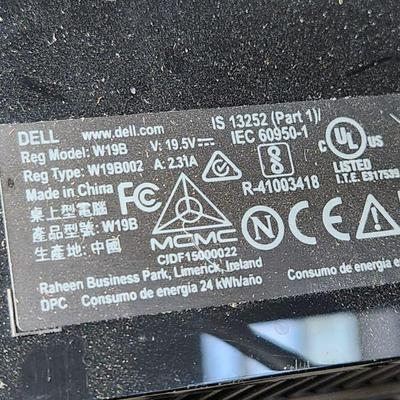 DELL www.dell.com IS 13252 (Part 1)/
Reg Model: W19B V: 19.5V⎓ IEC 60950-1
Reg Type: W19B002 A: 2.31A R-41003418
Made in China FC
桌上型電腦
產品型號: W19B
生產地: 中國
MCMC
CIDF15000022
N CE
c UL US
LISTED
I.T.E. E817539
Raheen Business Park, Limerick, Ireland
DPC Consumo de energía 24 kWh/año
Consumo de energía e